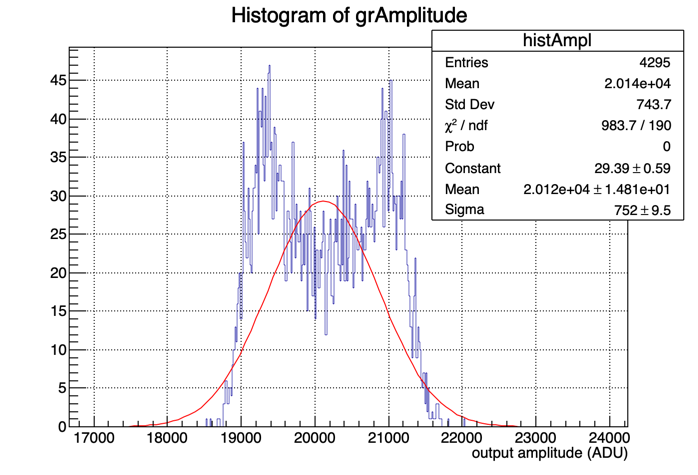 Histogram of grAmplitude
histAmpl
Entries 4295
Mean 2.014e+04
Std Dev 743.7
χ² / ndf 983.7 / 190
Prob 0
Constant 29.39 ± 0.59
Mean 2.012e+04 ± 1.481e+01
Sigma 752 ± 9.5
45
40
35
30
25
20
15
10
5
0
17000 18000 19000 20000 21000 22000 23000 24000
output amplitude (ADU)